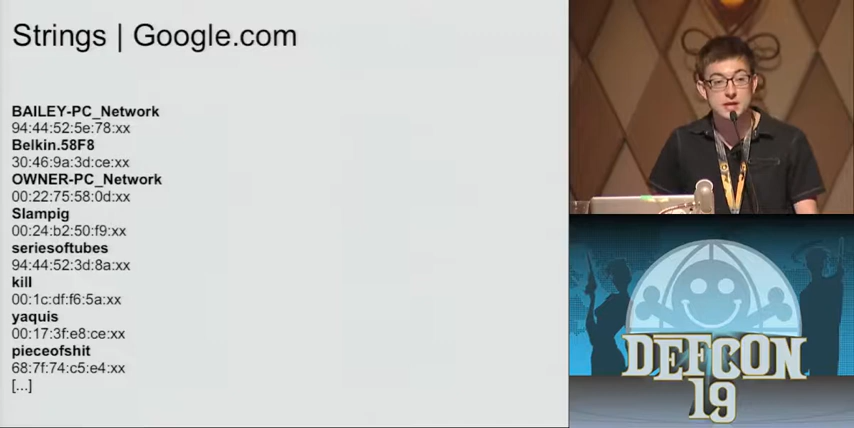 Strings | Google.com
BAILEY-PC_Network
94:44:52:5e:78:xx
Belkin.58F8
30:46:9a:3d:ce:xx
OWNER-PC_Network
00:22:75:58:0d:xx
Slampig
00:24:b2:50:f9:xx
seriesoftubes
94:44:52:3d:8a:xx
kill
00:1c:df:f6:5a:xx
yaquis
00:17:3f:e8:ce:xx
pieceofshit
68:7f:74:c5:e4:xx
[...]
DEFCON
19